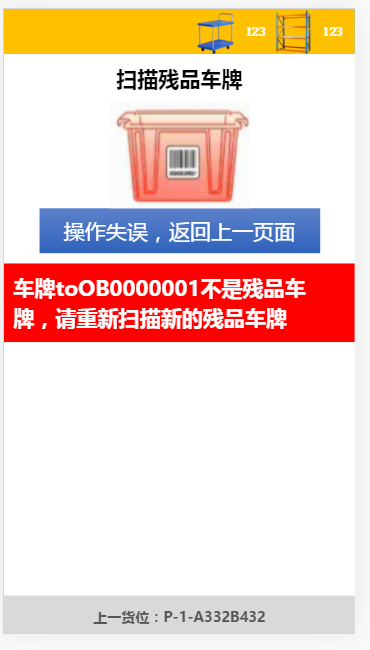 123 123
扫描残品车牌
操作失误，返回上一页面
车牌toOB0000001不是残品车
牌，请重新扫描新的残品车牌
上一货位：P-1-A332B432